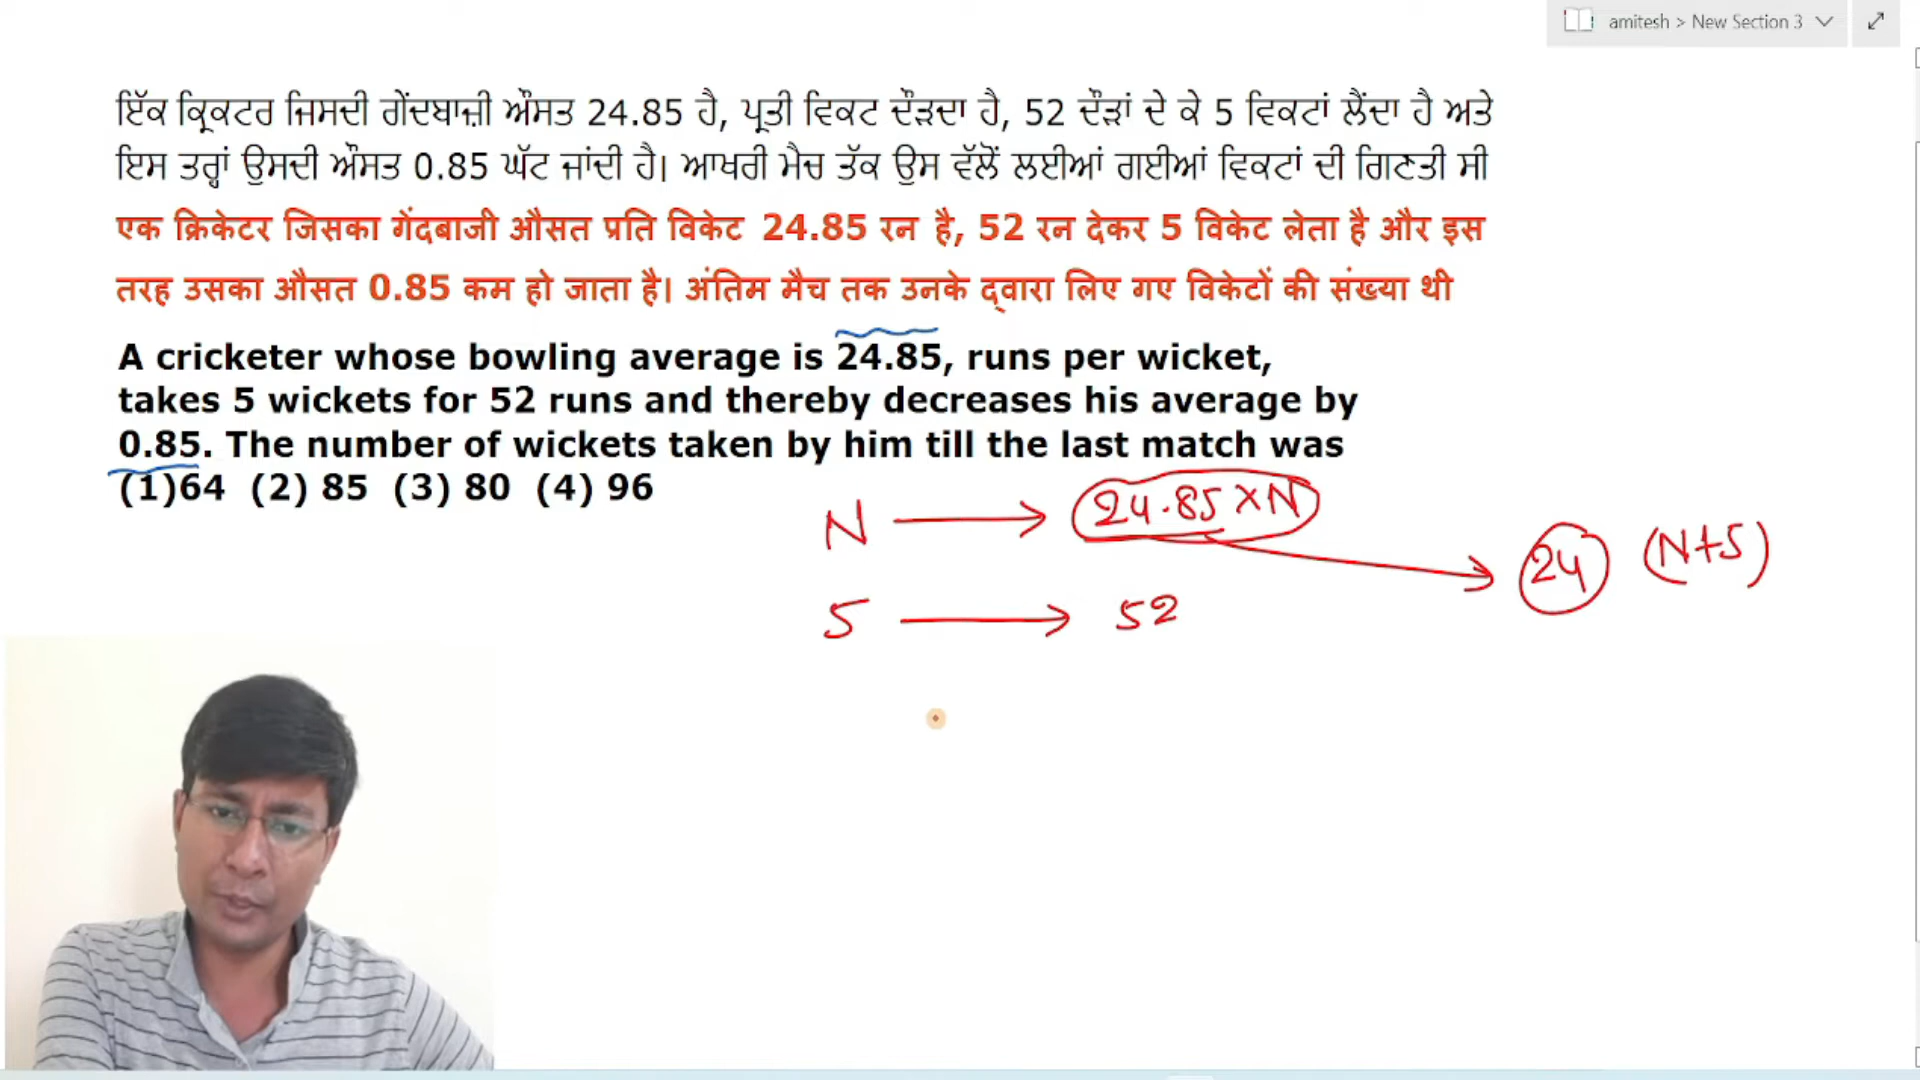 amitesh > New Section 3
ਇੱਕ ਕ੍ਰਿਕਟਰ ਜਿਸਦੀ ਗੇਂਦਬਾਜ਼ੀ ਔਸਤ 24.85 ਹੈ, ਪ੍ਰਤੀ ਵਿਕਟ ਦੌੜਦਾ ਹੈ, 52 ਦੌੜਾਂ ਦੇ ਕੇ 5 ਵਿਕਟਾਂ ਲੈਂਦਾ ਹੈ ਅਤੇ
ਇਸ ਤਰ੍ਹਾਂ ਉਸਦੀ ਔਸਤ 0.85 ਘੱਟ ਜਾਂਦੀ ਹੈ। ਆਖਰੀ ਮੈਚ ਤੱਕ ਉਸ ਵੱਲੋਂ ਲਈਆਂ ਗਈਆਂ ਵਿਕਟਾਂ ਦੀ ਗਿਣਤੀ ਸੀ
एक क्रिकेटर जिसका गेंदबाजी औसत प्रति विकेट 24.85 रन है, 52 रन देकर 5 विकेट लेता है और इस
तरह उसका औसत 0.85 कम हो जाता है। अंतिम मैच तक उनके द्वारा लिए गए विकेटों की संख्या थी
A cricketer whose bowling average is 24.85, runs per wicket,
takes 5 wickets for 52 runs and thereby decreases his average by
0.85. The number of wickets taken by him till the last match was
(1)64 (2) 85 (3) 80 (4) 96
N → 24.85 × N
24 (N+5)
5 → 52